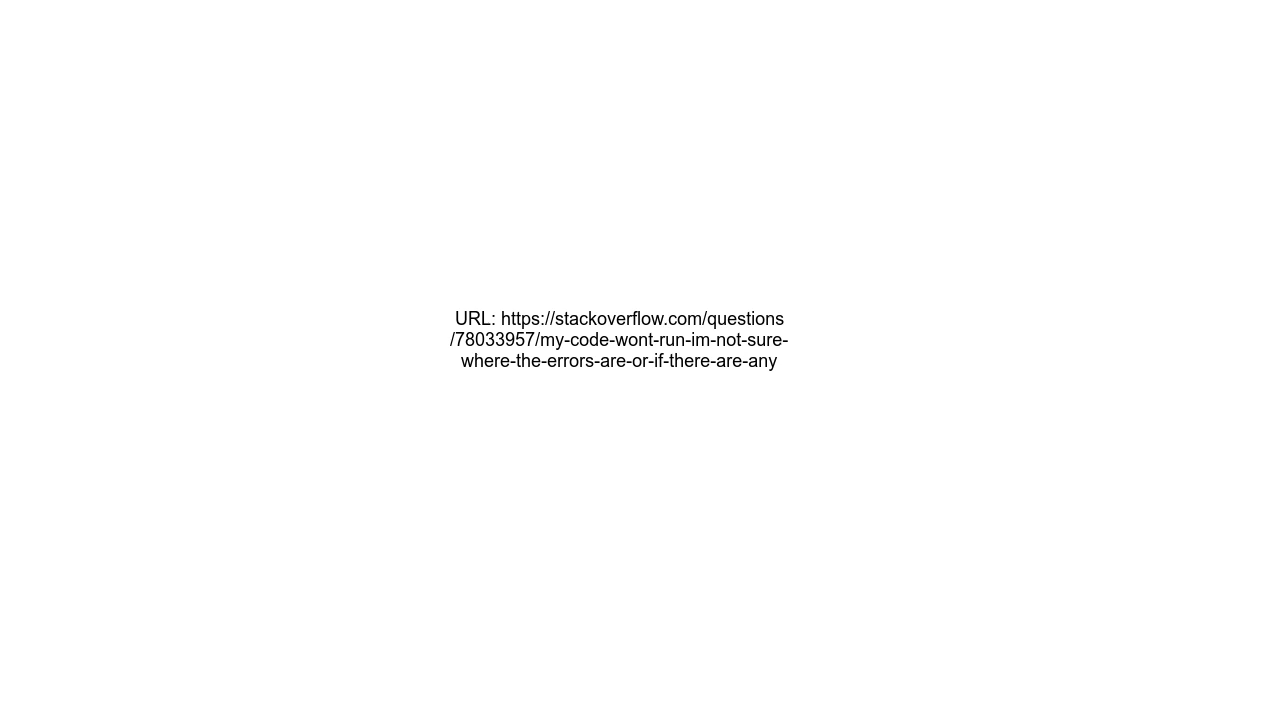 URL: https://stackoverflow.com/questions
/78033957/my-code-wont-run-im-not-sure-
where-the-errors-are-or-if-there-are-any